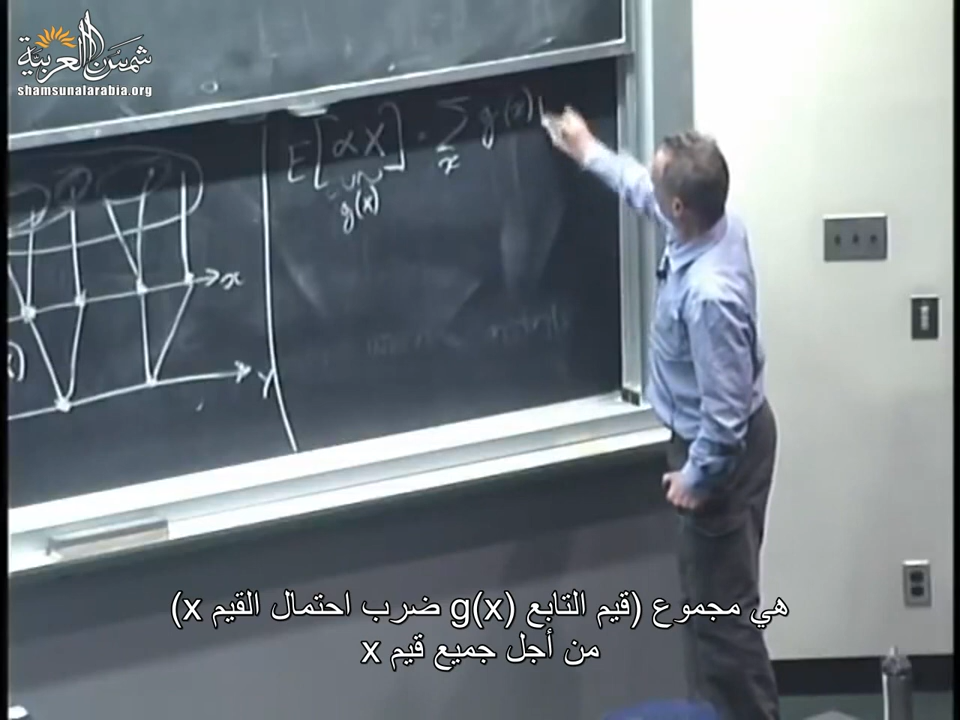 شمس العربية
shamsunalarabia.org
E[αX] = Σ g(x)
x
g(x)
x
Y
هي مجموع (قيم التابع g(x) ضرب احتمال القيم x)
من أجل جميع قيم x